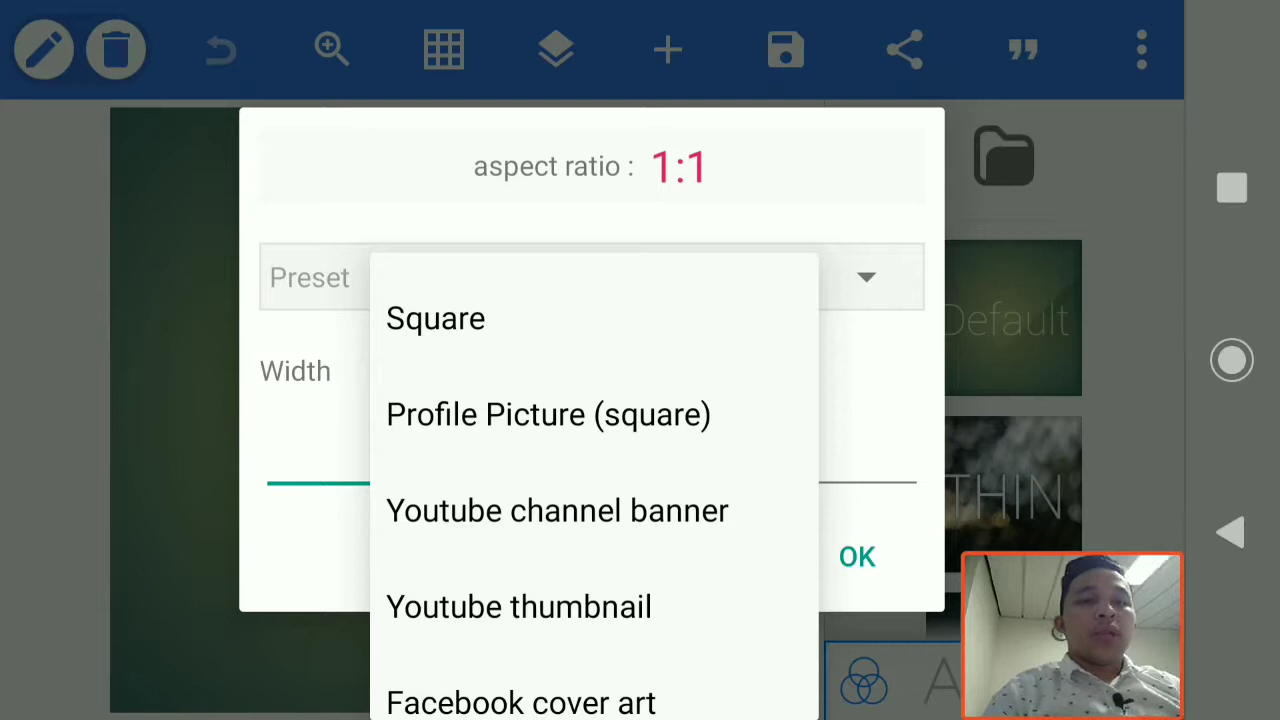 aspect ratio : 1:1
Preset
Square
Profile Picture (square)
Width
Youtube channel banner
OK
Youtube thumbnail
Facebook cover art
Default
THIN
A